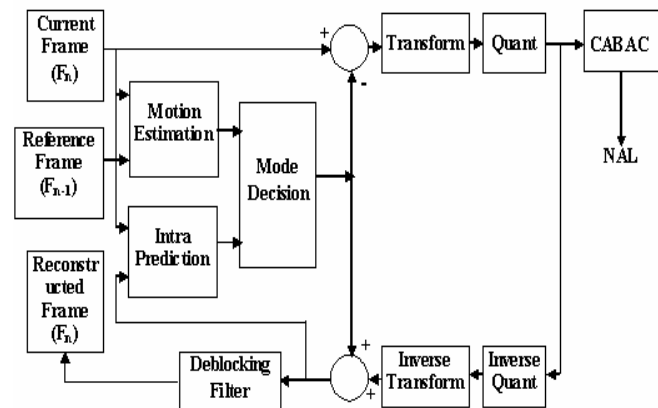 Current
Frame
(Fn)
Reference
Frame
(Fn-1)
Reconstr
ucted
Frame
(Fn)
Motion
Estimation
Intra
Prediction
Mode
Decision
+
-
Transform
Quant
CABAC
NAL
+
+
Inverse
Transform
Inverse
Quant
Deblocking
Filter